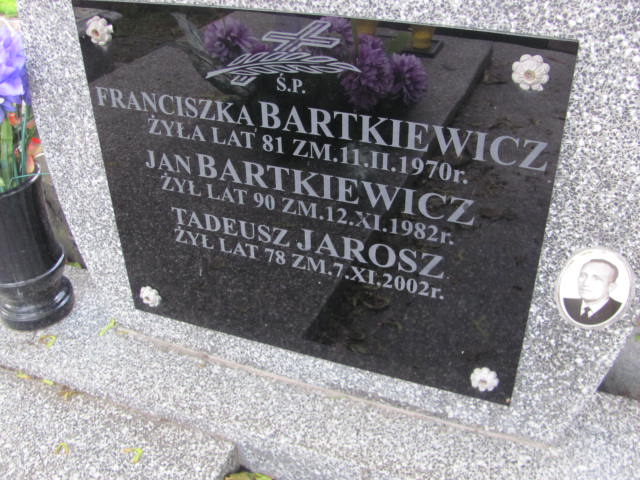 Ś.P.
FRANCISZKA BARTKIEWICZ
ŻYŁA LAT 81 ZM.11.II.1970r.
JAN BARTKIEWICZ
ŻYŁ LAT 90 ZM.12.XI.1982r.
TADEUSZ JAROSZ
ŻYŁ LAT 78 ZM.7.XI.2002r.